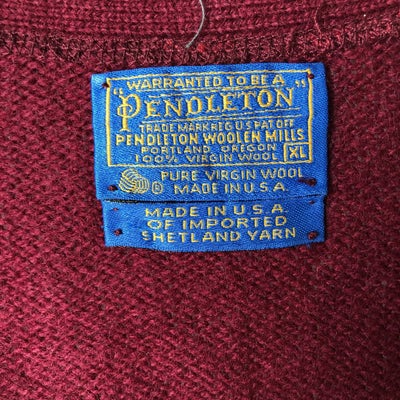 WARRANTED TO BE A
"PENDLETON"
TRADE MARK REG U.S. PAT. OFF
PENDLETON WOOLEN MILLS
PORTLAND, OREGON
100% VIRGIN WOOL XL
PURE VIRGIN WOOL
MADE IN U.S.A.
MADE IN U.S.A
OF IMPORTED
SHETLAND YARN